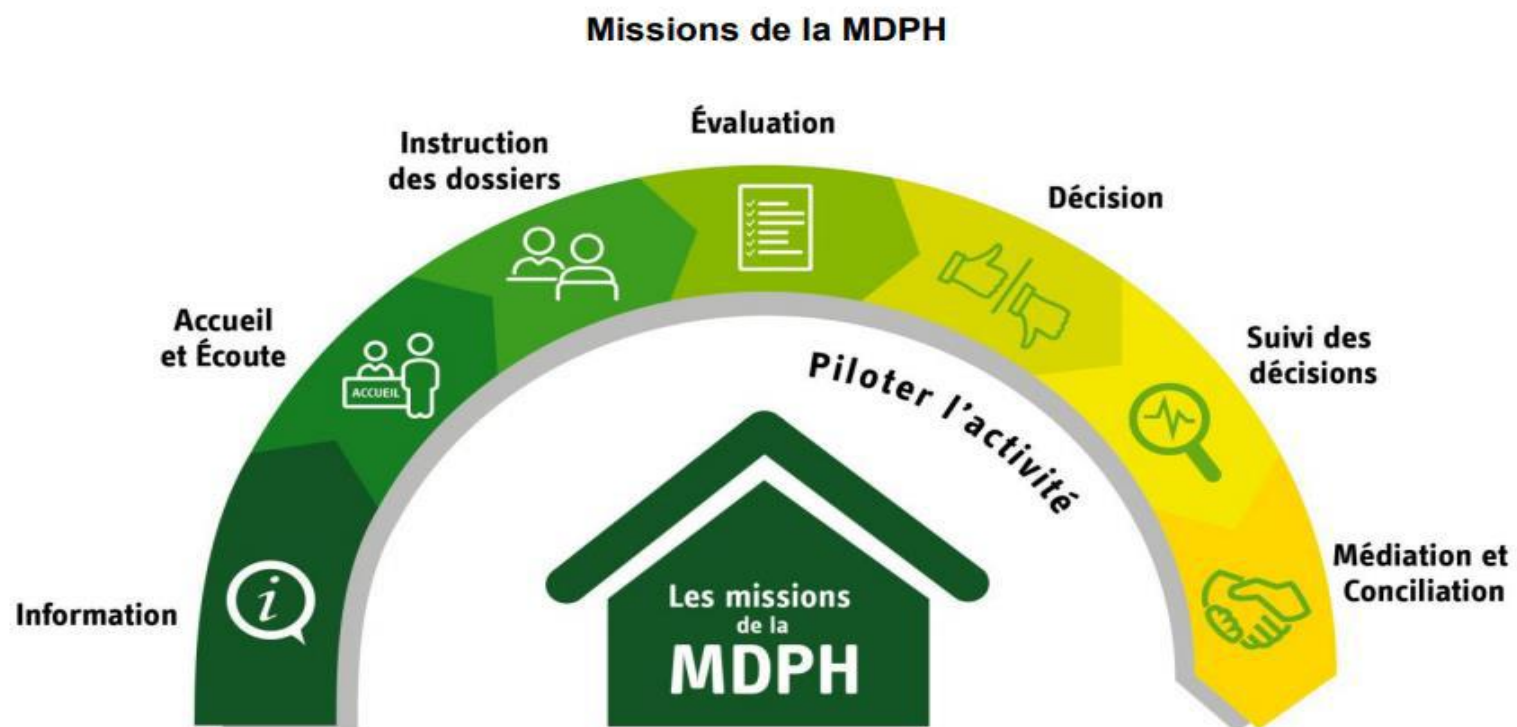 Missions de la MDPH
Information
Accueil
et Écoute
ACCUEIL
Instruction
des dossiers
Évaluation
Décision
Suivi des
décisions
Médiation et
Conciliation
Piloter l'activité
Les missions
de la
MDPH
i